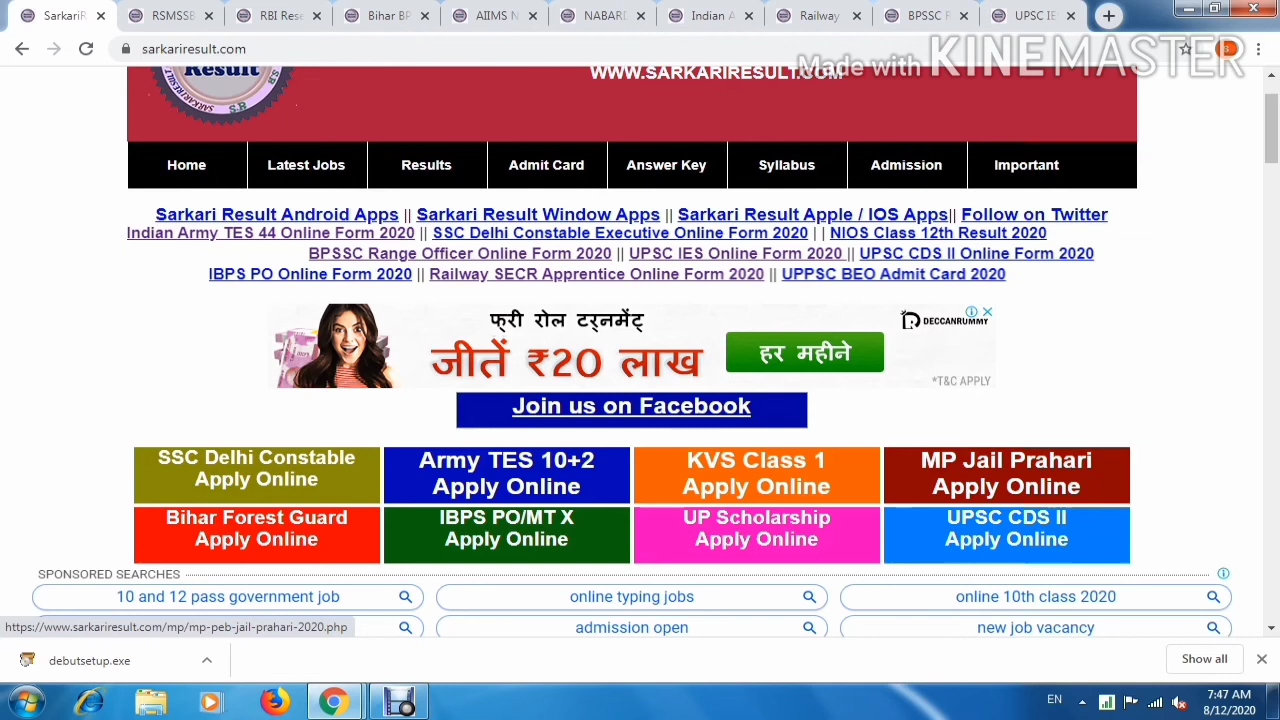 SarkariR
RSMSSB
RBI Rese
Bihar BP
AIIMS N
NABARD
Indian A
Railway
BPSSC R
UPSC IE
sarkariresult.com
Made with KINEMASTER
Result
SARKARI RESULT
S.R
WWW.SARKARIRESULT.COM
Home
Latest Jobs
Results
Admit Card
Answer Key
Syllabus
Admission
Important
Sarkari Result Android Apps || Sarkari Result Window Apps || Sarkari Result Apple / IOS Apps|| Follow on Twitter
Indian Army TES 44 Online Form 2020 || SSC Delhi Constable Executive Online Form 2020 | | NIOS Class 12th Result 2020
BPSSC Range Officer Online Form 2020 || UPSC IES Online Form 2020 || UPSC CDS II Online Form 2020
IBPS PO Online Form 2020 || Railway SECR Apprentice Online Form 2020 || UPPSC BEO Admit Card 2020
फ्री रोल टूर्नामेंट
जीतें ₹20 लाख
हर महीने
DECCANRUMMY
*T&C APPLY
Join us on Facebook
SSC Delhi Constable
Apply Online
Army TES 10+2
Apply Online
KVS Class 1
Apply Online
MP Jail Prahari
Apply Online
Bihar Forest Guard
Apply Online
IBPS PO/MT X
Apply Online
UP Scholarship
Apply Online
UPSC CDS II
Apply Online
SPONSORED SEARCHES
10 and 12 pass government job
online typing jobs
online 10th class 2020
admission open
new job vacancy
https://www.sarkariresult.com/mp/mp-peb-jail-prahari-2020.php
debutsetup.exe
Show all
EN
7:47 AM
8/12/2020